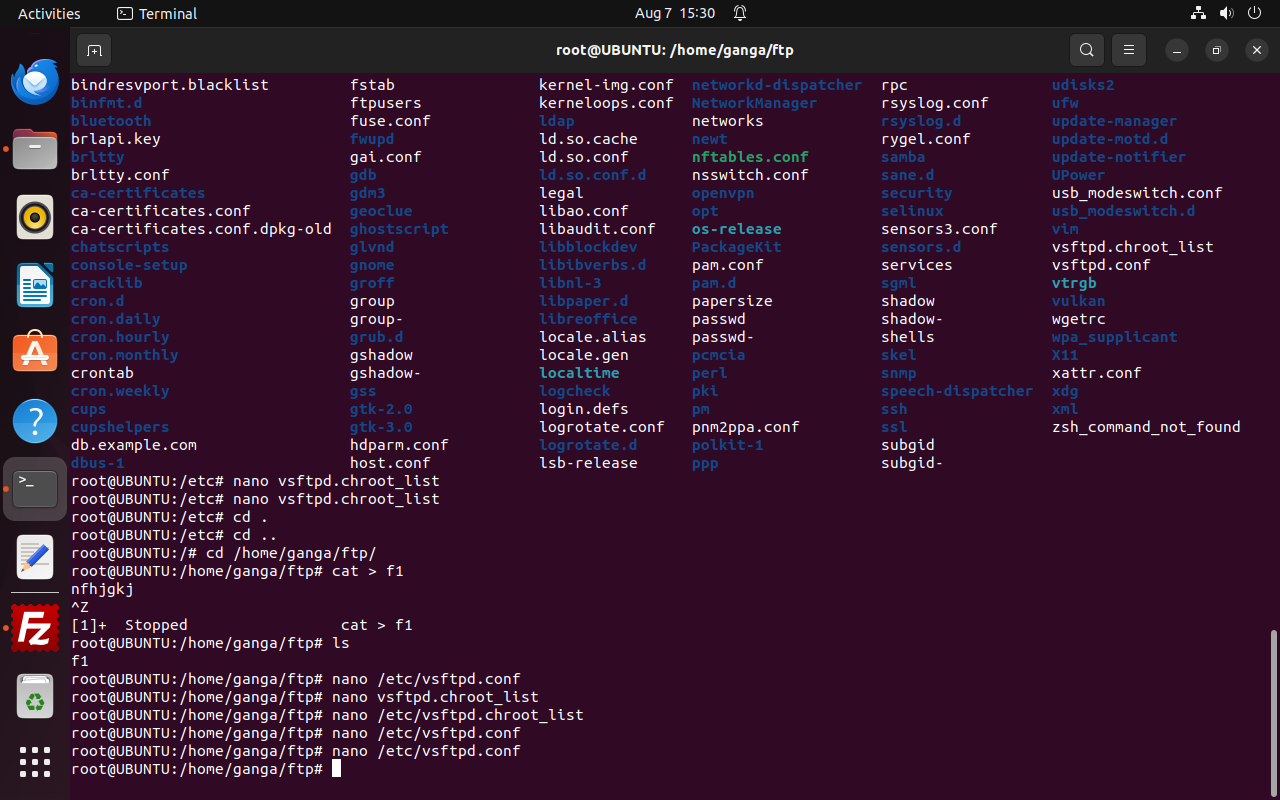 Activities Terminal Aug 7 15:30
root@UBUNTU: /home/ganga/ftp
bindresvport.blacklist fstab kernel-img.conf networkd-dispatcher rpc udisks2
binfmt.d ftpusers kerneloops.conf NetworkManager rsyslog.conf ufw
bluetooth fuse.conf ldap networks rsyslog.d update-manager
brlapi.key fwupd ld.so.cache newt rygel.conf update-motd.d
brltty gai.conf ld.so.conf nftables.conf samba update-notifier
brltty.conf gdb ld.so.conf.d nsswitch.conf sane.d UPower
ca-certificates gdm3 legal openvpn security usb_modeswitch.conf
ca-certificates.conf geoclue libao.conf opt selinux usb_modeswitch.d
ca-certificates.conf.dpkg-old ghostscript libaudit.conf os-release sensors3.conf vim
chatscripts glvnd libblockdev PackageKit sensors.d vsftpd.chroot_list
console-setup gnome libibverbs.d pam.conf services vsftpd.conf
cracklib groff libnl-3 pam.d sgml vtrgb
cron.d group libpaper.d papersize shadow vulkan
cron.daily group- libreoffice passwd shadow- wgetrc
cron.hourly grub.d locale.alias passwd- shells wpa_supplicant
cron.monthly gshadow locale.gen pcmcia skel X11
crontab gshadow- localtime perl snmp xattr.conf
cron.weekly gss logcheck pki speech-dispatcher xdg
cups gtk-2.0 login.defs pm ssh xml
cupshelpers gtk-3.0 logrotate.conf pnm2ppa.conf ssl zsh_command_not_found
db.example.com hdparm.conf logrotate.d polkit-1 subgid
dbus-1 host.conf lsb-release ppp subgid-
root@UBUNTU:/etc# nano vsftpd.chroot_list
root@UBUNTU:/etc# nano vsftpd.chroot_list
root@UBUNTU:/etc# cd .
root@UBUNTU:/etc# cd ..
root@UBUNTU:/# cd /home/ganga/ftp/
root@UBUNTU:/home/ganga/ftp# cat > f1
nfhjgkj
^Z
[1]+ Stopped cat > f1
root@UBUNTU:/home/ganga/ftp# ls
f1
root@UBUNTU:/home/ganga/ftp# nano /etc/vsftpd.conf
root@UBUNTU:/home/ganga/ftp# nano vsftpd.chroot_list
root@UBUNTU:/home/ganga/ftp# nano /etc/vsftpd.chroot_list
root@UBUNTU:/home/ganga/ftp# nano /etc/vsftpd.conf
root@UBUNTU:/home/ganga/ftp# nano /etc/vsftpd.conf
root@UBUNTU:/home/ganga/ftp#